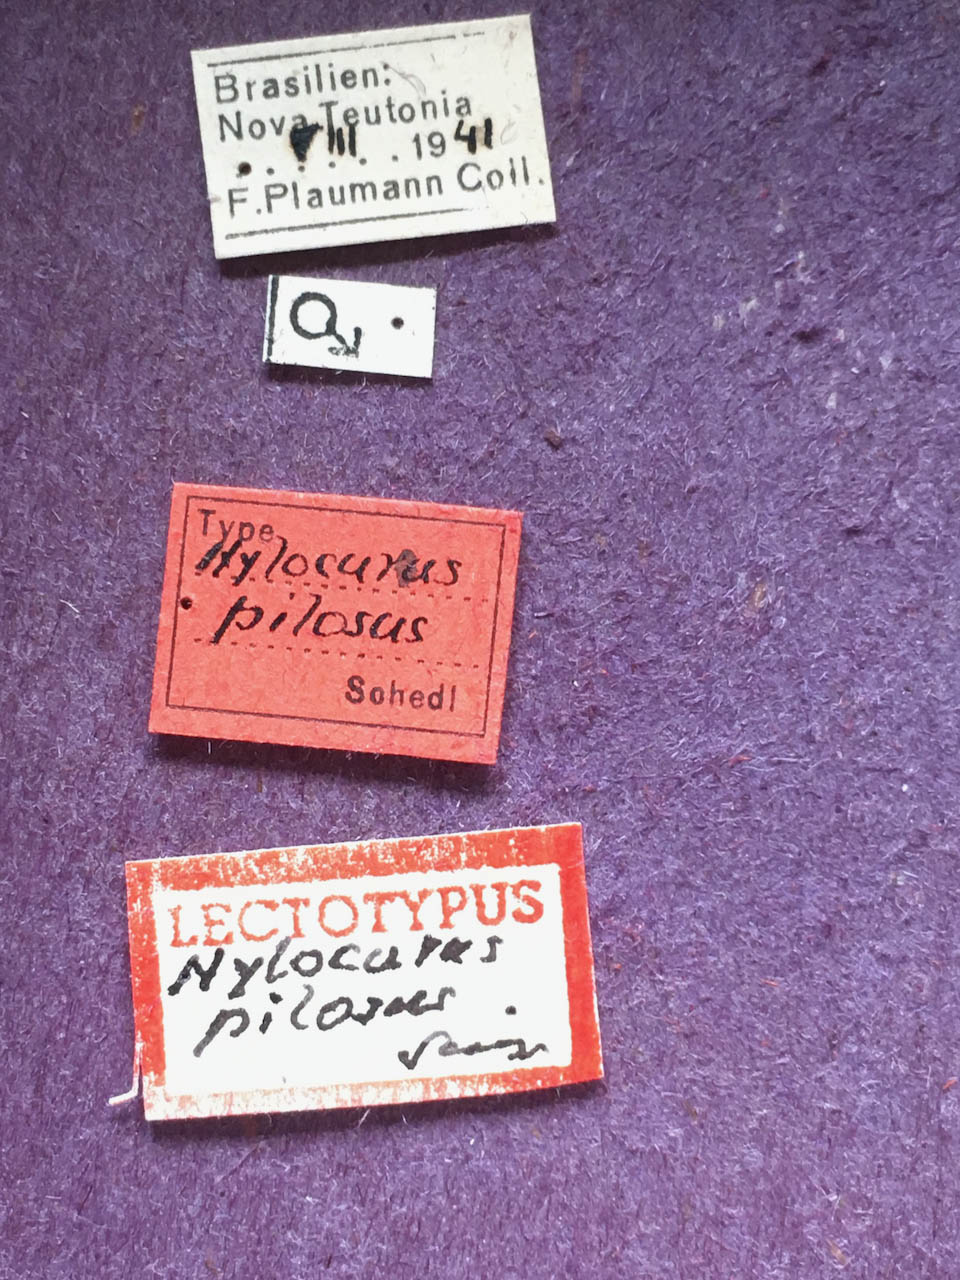 Brasilien:
Nova Teutonia
VIII 1941
F.Plaumann Coll.
Type
Hylocurus
pilosus
Schedl
LECTOTYPUS
Hylocurus
pilosus